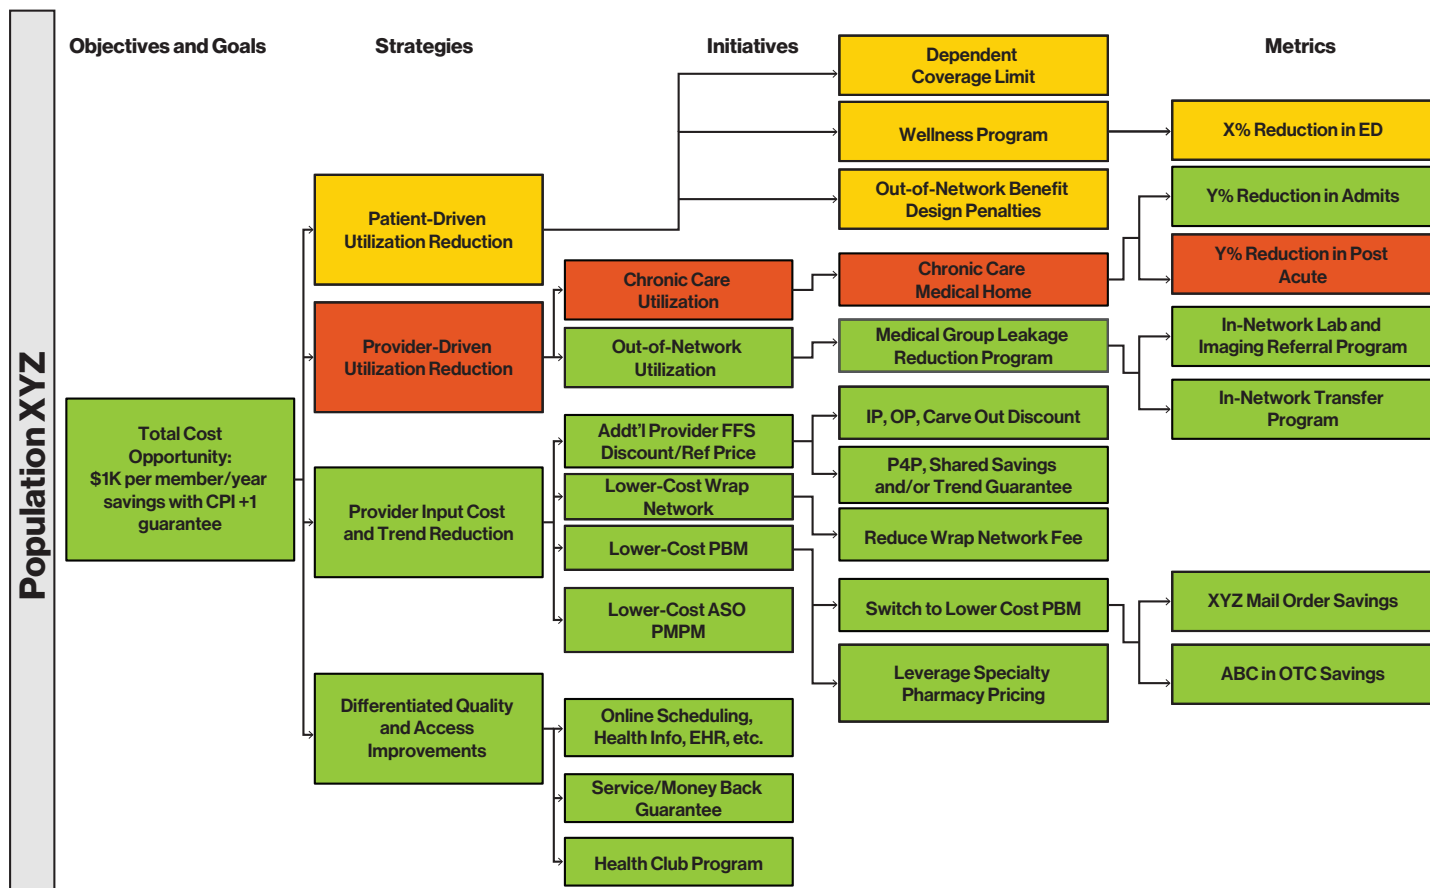 Population XYZ
Objectives and Goals
Strategies
Initiatives
Metrics
Total Cost
Opportunity:
$1K per member/year
savings with CPI +1
guarantee
Patient-Driven
Utilization Reduction
Provider-Driven
Utilization Reduction
Provider Input Cost
and Trend Reduction
Differentiated Quality
and Access
Improvements
Chronic Care
Utilization
Out-of-Network
Utilization
Addt'l Provider FFS
Discount/Ref Price
Lower-Cost Wrap
Network
Lower-Cost PBM
Lower-Cost ASO
PMPM
Online Scheduling,
Health Info, EHR, etc.
Service/Money Back
Guarantee
Health Club Program
Dependent
Coverage Limit
Wellness Program
Out-of-Network Benefit
Design Penalties
Chronic Care
Medical Home
Medical Group Leakage
Reduction Program
IP, OP, Carve Out Discount
P4P, Shared Savings
and/or Trend Guarantee
Reduce Wrap Network Fee
Switch to Lower Cost PBM
Leverage Specialty
Pharmacy Pricing
X% Reduction in ED
Y% Reduction in Admits
Y% Reduction in Post
Acute
In-Network Lab and
Imaging Referral Program
In-Network Transfer
Program
XYZ Mail Order Savings
ABC in OTC Savings